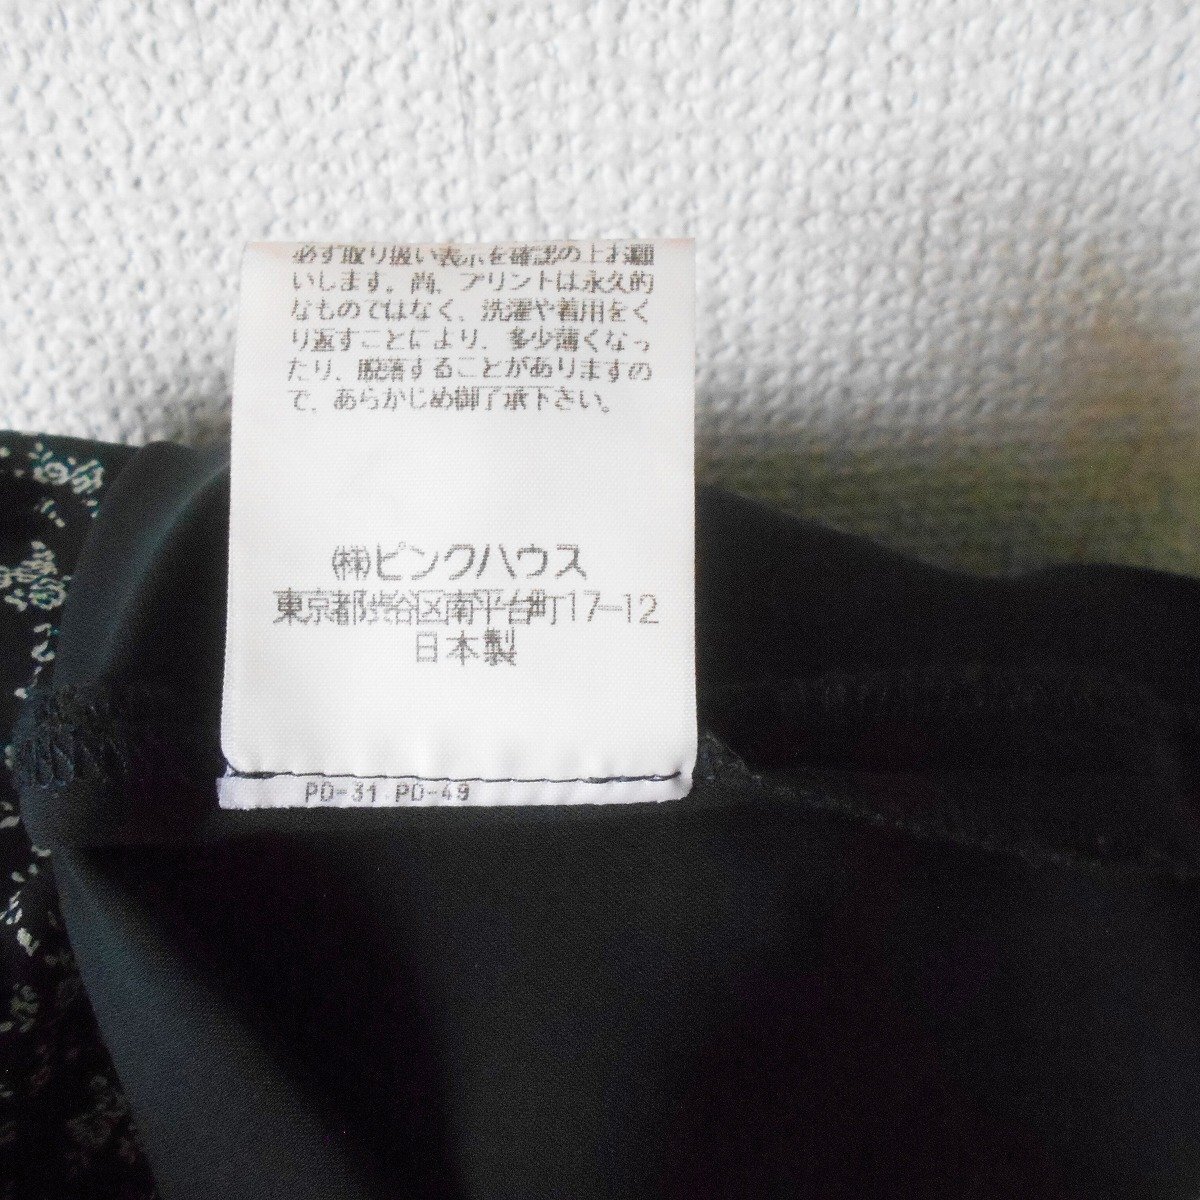 必ず取り扱い表示を確認の上お願
いします。尚、プリントは永久的
なものではなく、洗濯や着用をく
り返すことにより、多少薄くなっ
たり、脱落することがありますの
で、あらかじめ御了承下さい。
(株)ピンクハウス
東京都渋谷区南平台町17-12
日本製
PD-31 PD-49